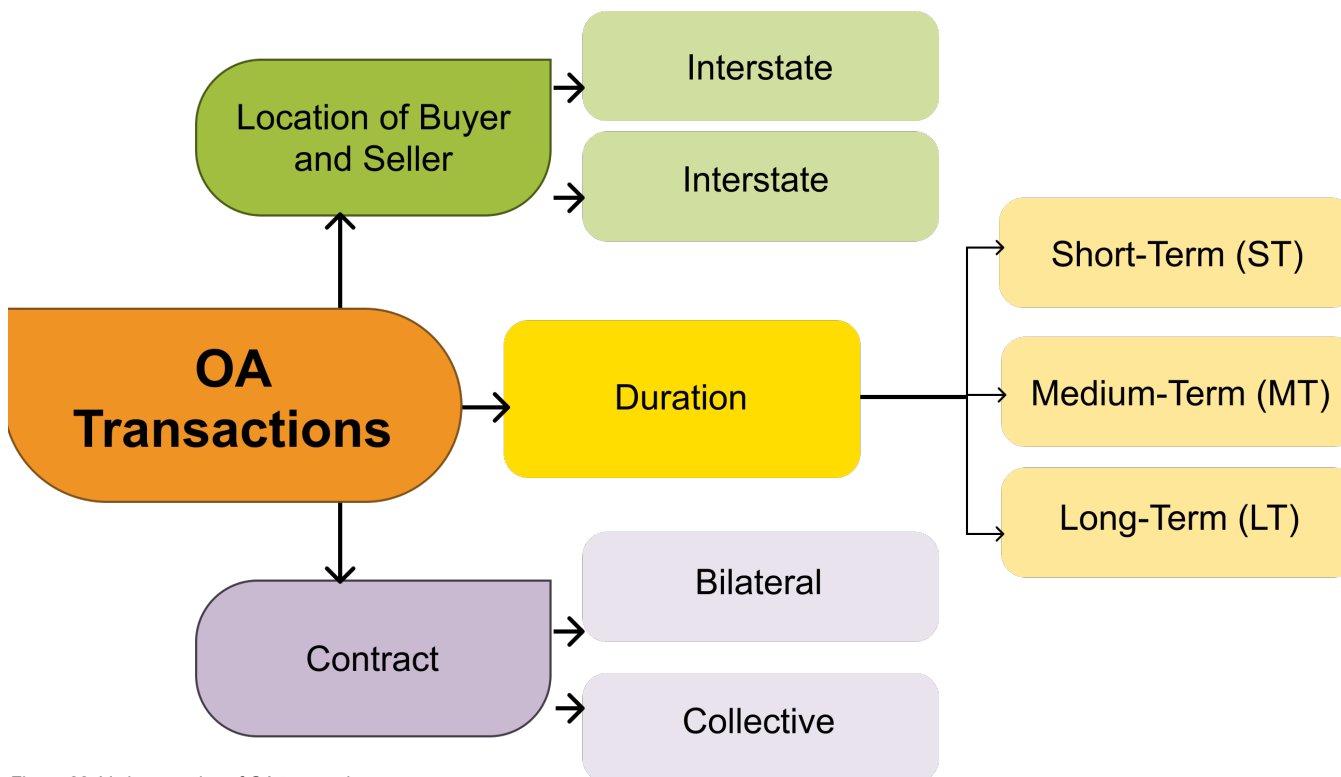 Interstate
Location of Buyer
and Seller
Interstate
Short-Term (ST)
OA
Transactions
Duration
Medium-Term (MT)
Long-Term (LT)
Bilateral
Contract
Collective